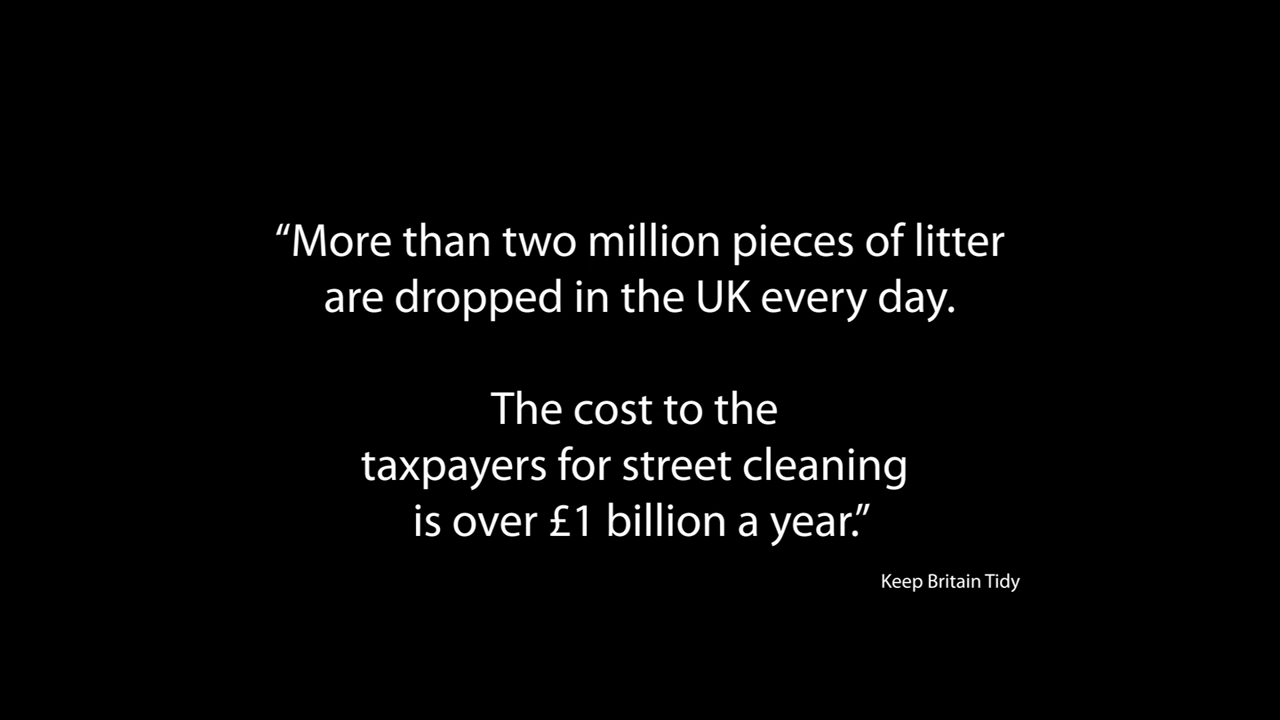 “More than two million pieces of litter
are dropped in the UK every day.
The cost to the
taxpayers for street cleaning
is over £1 billion a year.”
Keep Britain Tidy